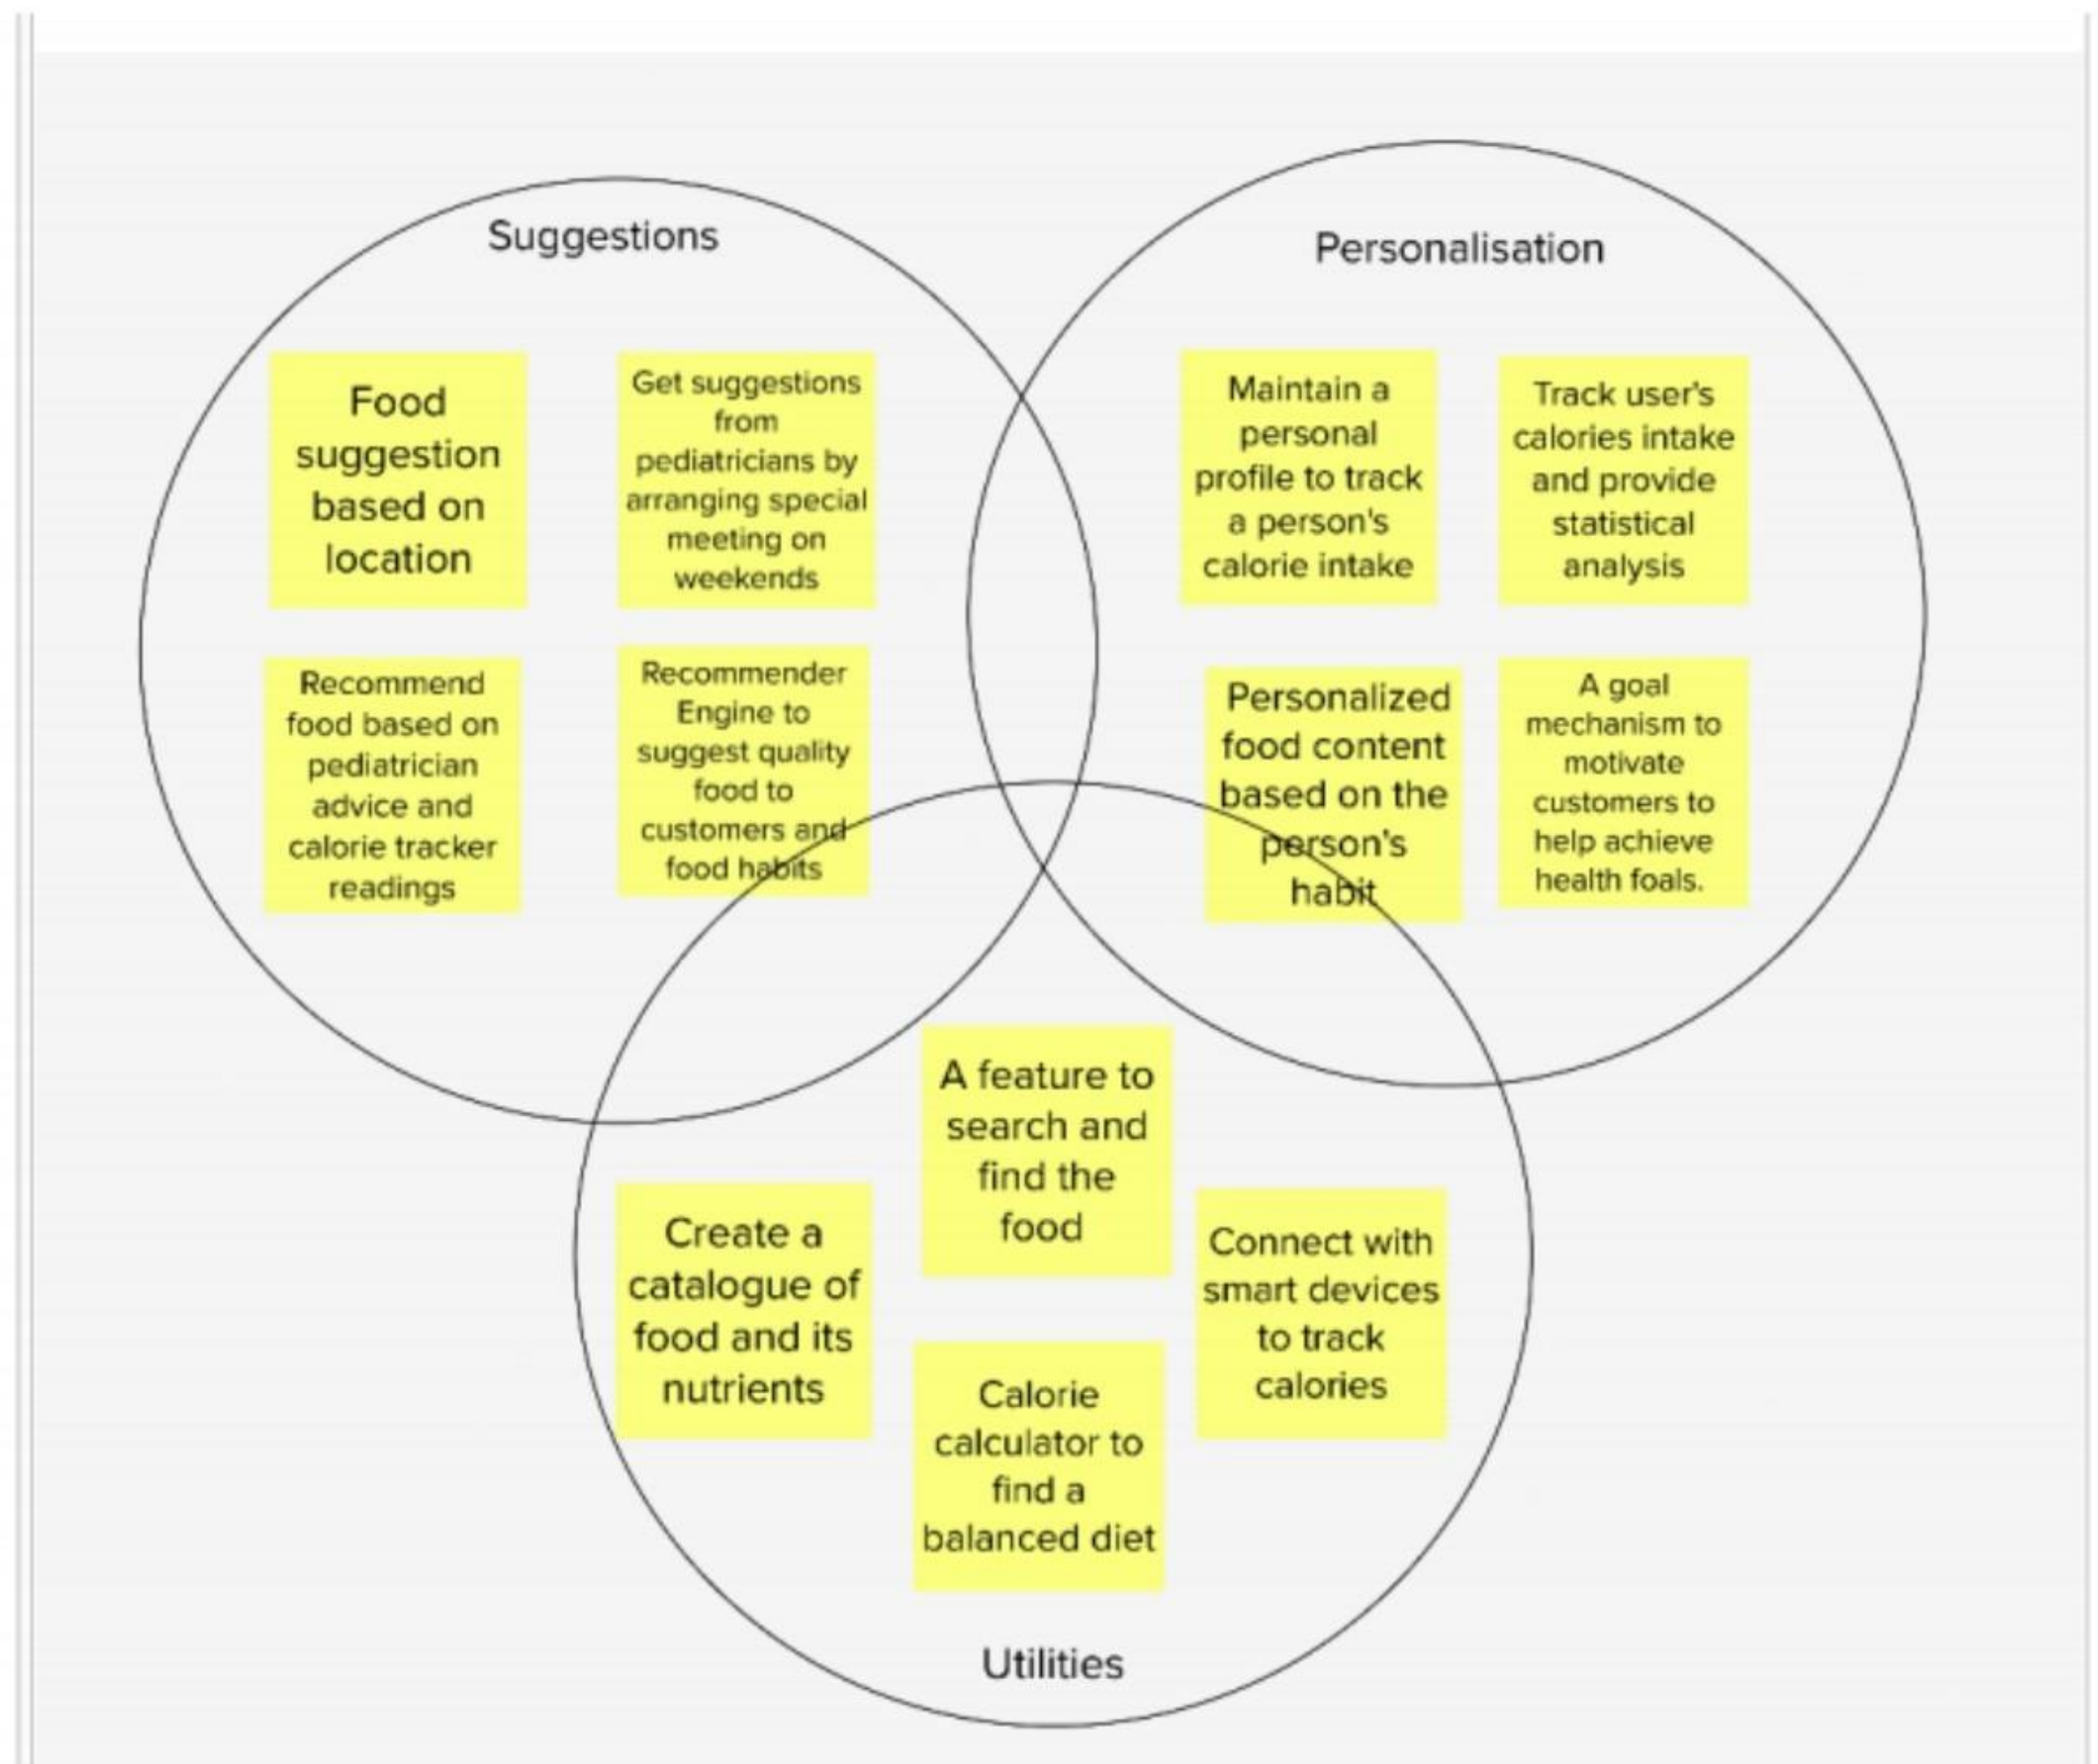 Suggestions
Food
suggestion
based on
location
Get suggestions
from
pediatricians by
arranging special
meeting on
weekends
Recommend
food based on
pediatrician
advice and
calorie tracker
readings
Recommender
Engine to
suggest quality
food to
customers and
food habits
Personalisation
Maintain a
personal
profile to track
a person's
calorie intake
Track user's
calories intake
and provide
statistical
analysis
Personalized
food content
based on the
person's
habit
A goal
mechanism to
motivate
customers to
help achieve
health foals.
A feature to
search and
find the
food
Create a
catalogue of
food and its
nutrients
Connect with
smart devices
to track
calories
Calorie
calculator to
find a
balanced diet
Utilities